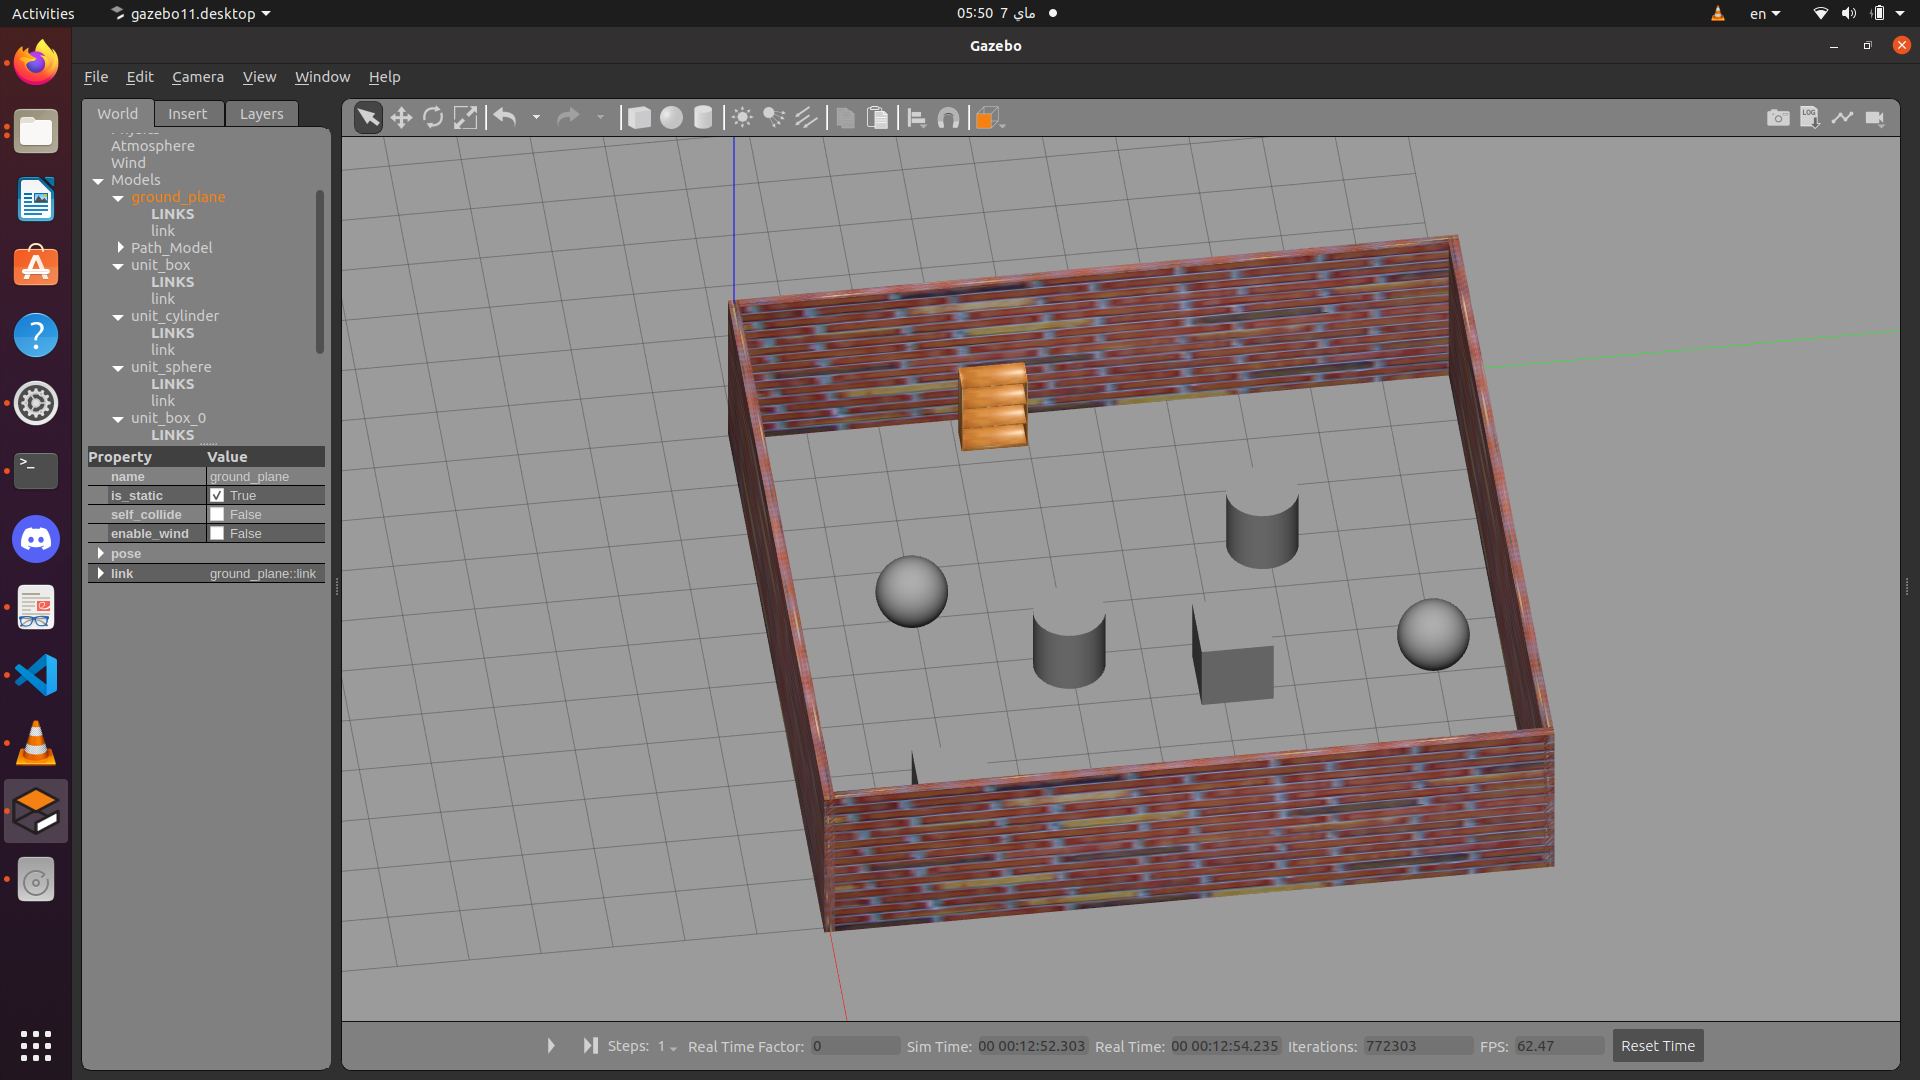 Activities
gazebo11.desktop
05:50 7 ماي
en
Gazebo
File Edit Camera View Window Help
World Insert Layers
Atmosphere
Wind
Models
ground_plane
LINKS
link
Path_Model
unit_box
LINKS
link
unit_cylinder
LINKS
link
unit_sphere
LINKS
link
unit_box_0
LINKS
Property Value
name ground_plane
is_static True
self_collide False
enable_wind False
pose
link ground_plane::link
LOG
Steps: 1 Real Time Factor: 0 Sim Time: 00 00:12:52.303 Real Time: 00 00:12:54.235 Iterations: 772303 FPS: 62.47 Reset Time